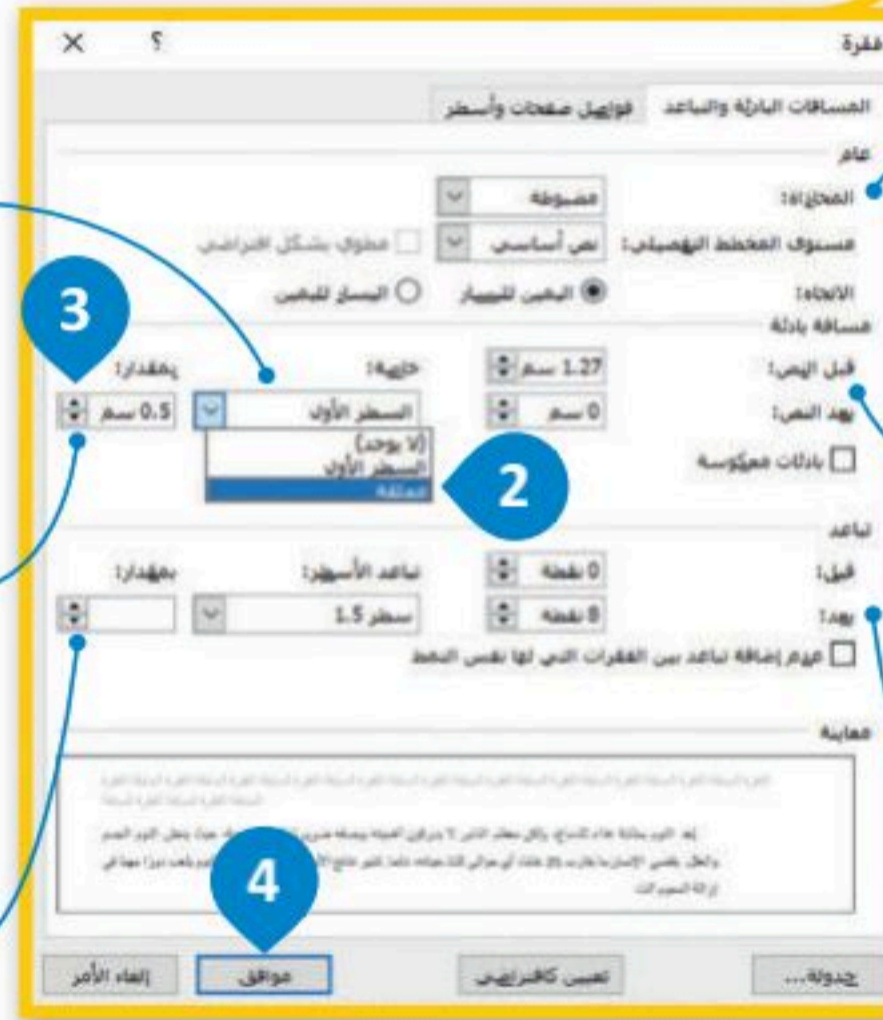 فقرة ؟ ×
المسافات البادئة والتباعد فواصل صفحات وأسطر
عام
المحاذاة: مضبوطة
مستوى المخطط التفصيلي: نص أساسي مطوي بشكل افتراضي
الاتجاه: اليمين لليسار اليسار لليمين
مسافة بادئة
قبل النص: 1.27 سم خاصة: بمقدار: 3
بعد النص: 0 سم السطر الأول 0.5 سم
(لا يوجد)
بادئات معكوسة السطر الأول
معلقة 2
تباعد
قبل: 0 نقطة تباعد الأسطر: بمقدار:
بعد: 8 نقطة سطر 1.5
عدم إضافة تباعد بين الفقرات التي لها نفس النمط
معاينة
4
جدولة... تعيين كافتراضي موافق إلغاء الأمر